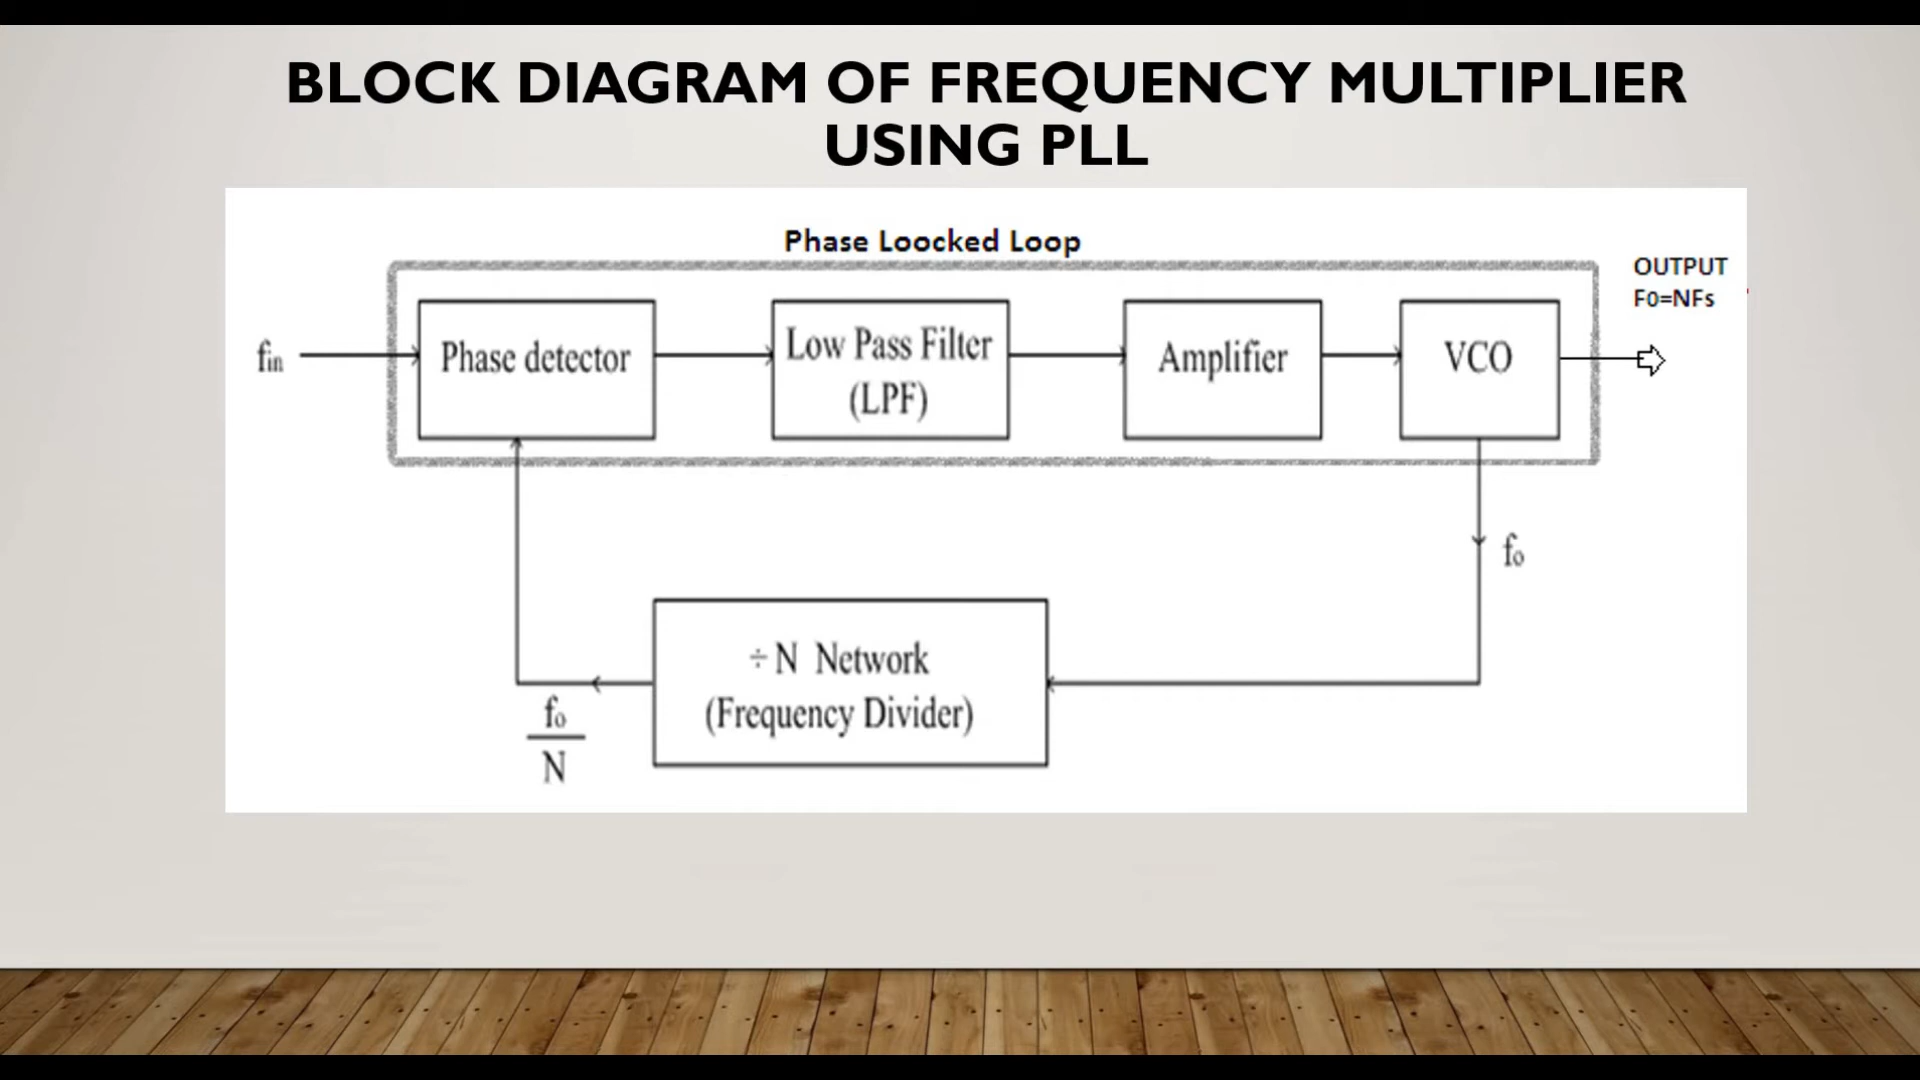 BLOCK DIAGRAM OF FREQUENCY MULTIPLIER
USING PLL
Phase Loocked Loop
OUTPUT
F0=NFs
fin
Phase detector
Low Pass Filter
(LPF)
Amplifier
VCO
fo
÷ N Network
(Frequency Divider)
fo
N